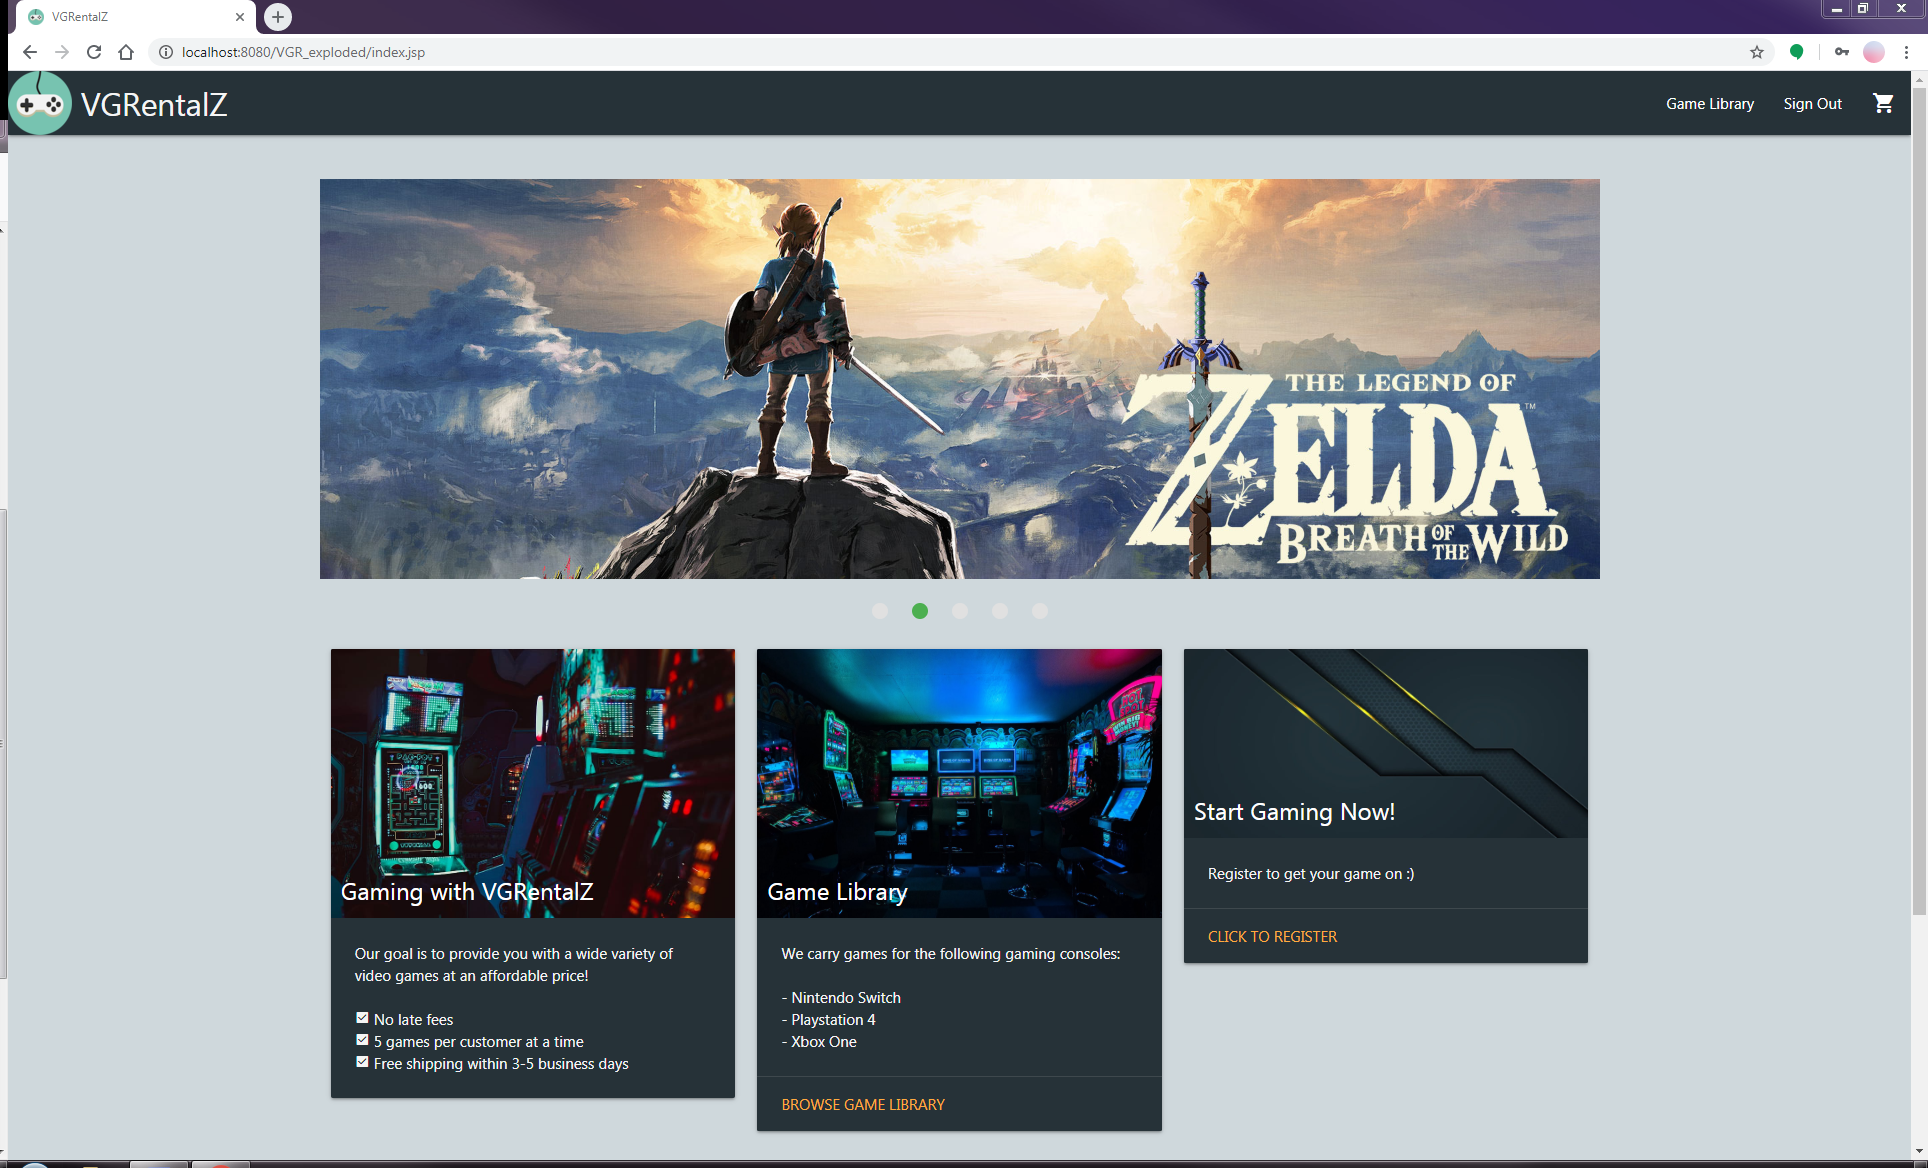 VGRentalZ
localhost:8080/VGR_exploded/index.jsp
VGRentalZ
Game Library
Sign Out
THE LEGEND OF
ZELDA™
BREATH OF THE WILD
Gaming with VGRentalZ
Our goal is to provide you with a wide variety of
video games at an affordable price!
No late fees
5 games per customer at a time
Free shipping within 3-5 business days
Game Library
We carry games for the following gaming consoles:
- Nintendo Switch
- Playstation 4
- Xbox One
BROWSE GAME LIBRARY
Start Gaming Now!
Register to get your game on :)
CLICK TO REGISTER